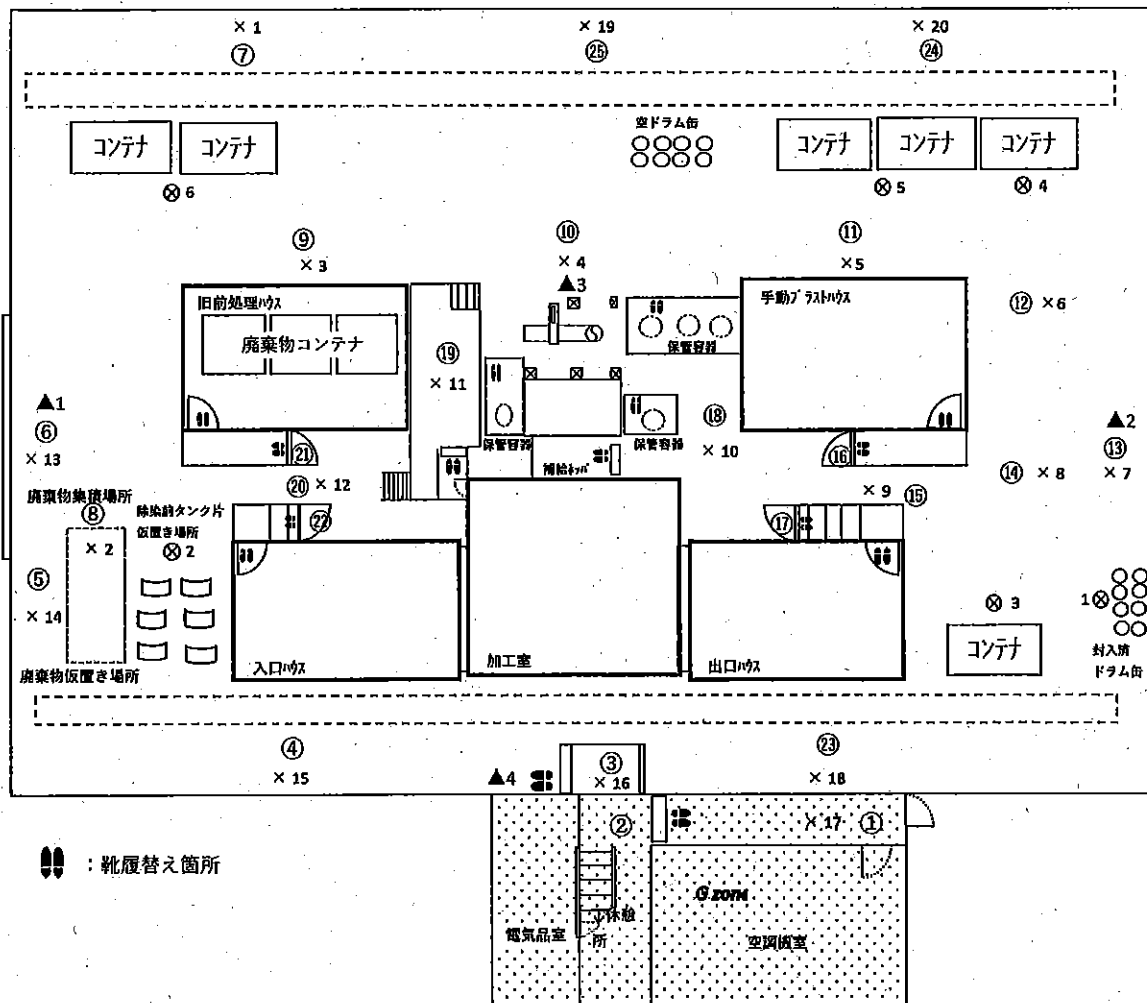 × 1
× 19
× 20
⑦
㉕
㉔
コンテナ
コンテナ
空ドラム缶
コンテナ
コンテナ
コンテナ
⊗ 6
⊗ 5
⊗ 4
⑨
⑩
⑪
× 3
× 4
× 5
▲3
旧前処理ハウス
手動ブラストハウス
⑫ × 6
廃棄物コンテナ
保管容器
⑲
× 11
▲1
▲2
⑥
⑱
⑬
保管容器
保管容器
× 13
× 10
㉑
⑯
補給ホッパ
⑭ × 8
× 7
⑳ × 12
× 9 ⑮
廃棄物集積場所
⑧
除染前タンク片
仮置き場所
㉒
⑰
× 2
⊗ 2
⑤
× 14
⊗ 3
1 ⊗
コンテナ
封入済
ドラム缶
入口ハウス
加工室
出口ハウス
廃棄物仮置き場所
④
㉓
③
× 15
▲4
× 16
× 18
②
× 17
①
：靴履替え箇所
G zone
休憩
所
電気品室
空調機室